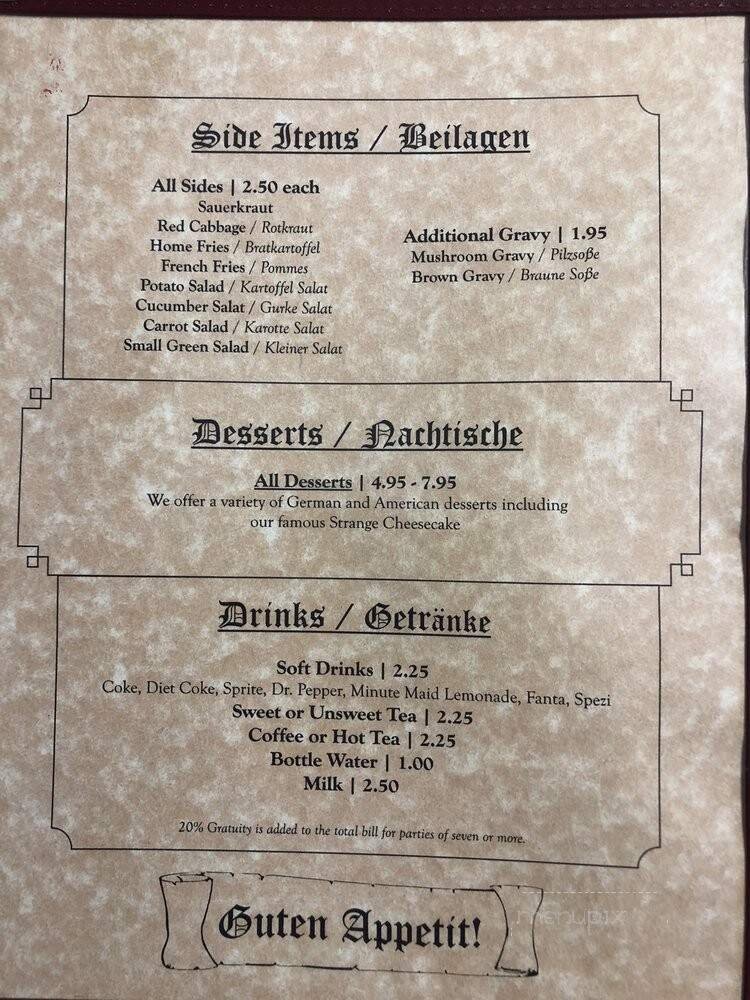 Side Items / Beilagen
All Sides | 2.50 each
Sauerkraut
Red Cabbage / Rotkraut
Home Fries / Bratkartoffel
French Fries / Pommes
Potato Salad / Kartoffel Salat
Cucumber Salat / Gurke Salat
Carrot Salad / Karotte Salat
Small Green Salad / Kleiner Salat
Additional Gravy | 1.95
Mushroom Gravy / Pilzsoße
Brown Gravy / Braune Soße
Desserts / Nachtische
All Desserts | 4.95 - 7.95
We offer a variety of German and American desserts including
our famous Strange Cheesecake
Drinks / Getränke
Soft Drinks | 2.25
Coke, Diet Coke, Sprite, Dr. Pepper, Minute Maid Lemonade, Fanta, Spezi
Sweet or Unsweet Tea | 2.25
Coffee or Hot Tea | 2.25
Bottle Water | 1.00
Milk | 2.50
20% Gratuity is added to the total bill for parties of seven or more.
Guten Appetit!
menupix